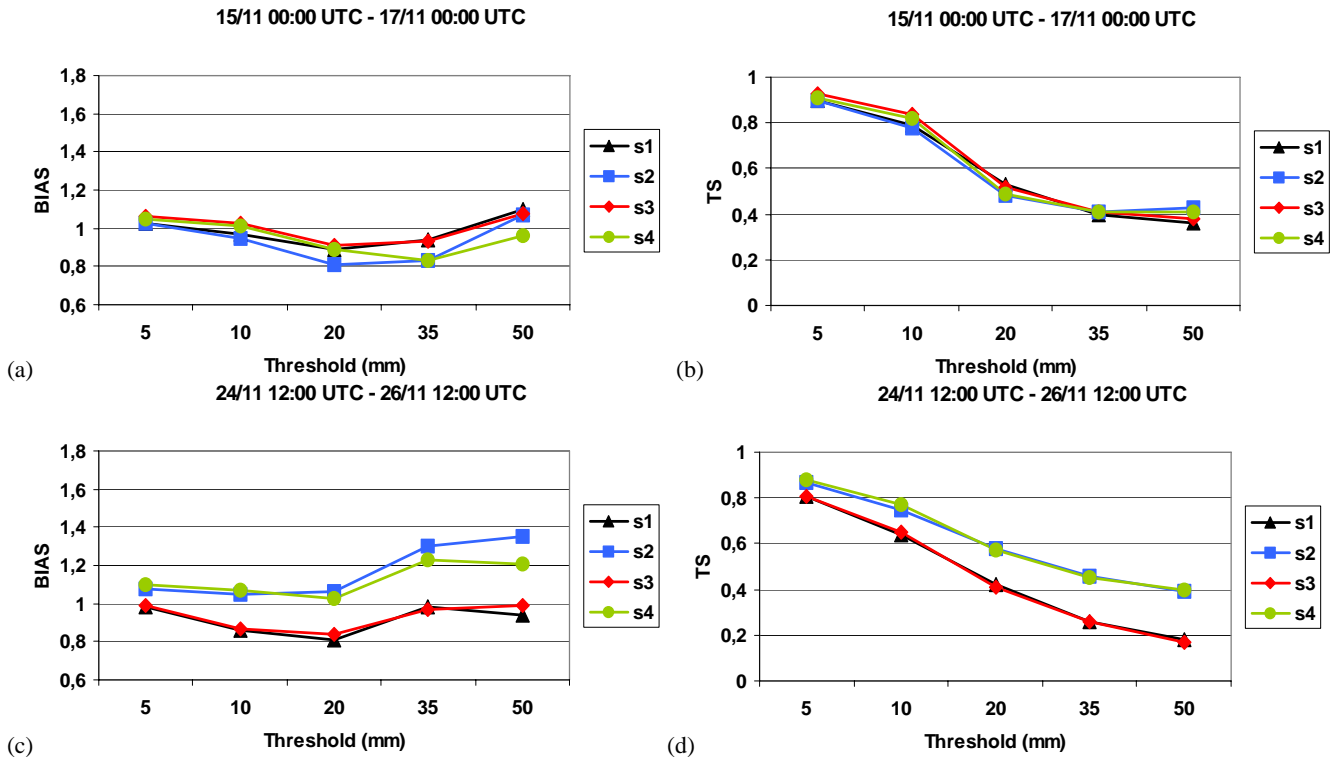 15/11 00:00 UTC - 17/11 00:00 UTC
1,8
1,6
1,4
1,2
1
0,8
0,6
BIAS
5 10 20 35 50
Threshold (mm)
s1
s2
s3
s4
(a)
15/11 00:00 UTC - 17/11 00:00 UTC
1
0,8
0,6
0,4
0,2
0
TS
5 10 20 35 50
Threshold (mm)
s1
s2
s3
s4
(b)
24/11 12:00 UTC - 26/11 12:00 UTC
1,8
1,6
1,4
1,2
1
0,8
0,6
BIAS
5 10 20 35 50
Threshold (mm)
s1
s2
s3
s4
(c)
24/11 12:00 UTC - 26/11 12:00 UTC
1
0,8
0,6
0,4
0,2
0
TS
5 10 20 35 50
Threshold (mm)
s1
s2
s3
s4
(d)